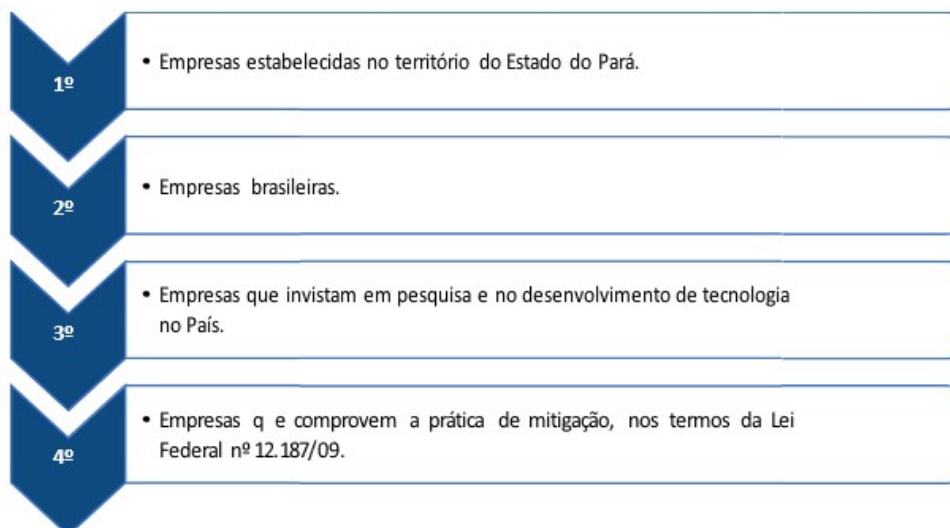 1º
• Empresas estabelecidas no território do Estado do Pará.
2º
• Empresas brasileiras.
3º
• Empresas que invistam em pesquisa e no desenvolvimento de tecnologia
no País.
4º
• Empresas q e comprovem a prática de mitigação, nos termos da Lei
Federal nº 12.187/09.